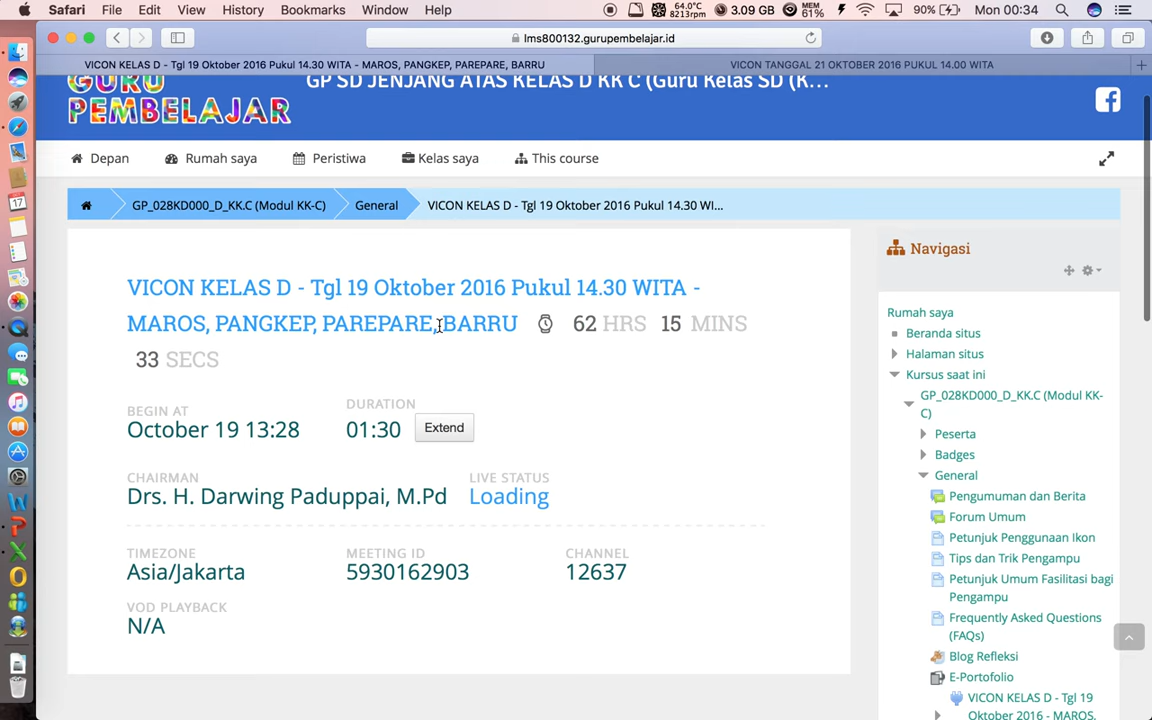 Safari File Edit View History Bookmarks Window Help 64.0°C 8213rpm 3.09 GB MEM 61% 90% Mon 00:34
lms800132.gurupembelajar.id
VICON KELAS D - Tgl 19 Oktober 2016 Pukul 14.30 WITA - MAROS, PANGKEP, PAREPARE, BARRU
VICON TANGGAL 21 OKTOBER 2016 PUKUL 14.00 WITA
GURU
PEMBELAJAR
GP SD JENJANG ATAS KELAS D KK C (Guru Kelas SD (K...
Depan Rumah saya Peristiwa Kelas saya This course
GP_028KD000_D_KK.C (Modul KK-C) General VICON KELAS D - Tgl 19 Oktober 2016 Pukul 14.30 WI...
VICON KELAS D - Tgl 19 Oktober 2016 Pukul 14.30 WITA -
MAROS, PANGKEP, PAREPARE, BARRU 62 HRS 15 MINS
33 SECS
BEGIN AT
October 19 13:28
DURATION
01:30 Extend
CHAIRMAN
Drs. H. Darwing Paduppai, M.Pd
LIVE STATUS
Loading
TIMEZONE
Asia/Jakarta
MEETING ID
5930162903
CHANNEL
12637
VOD PLAYBACK
N/A
Navigasi
Rumah saya
Beranda situs
Halaman situs
Kursus saat ini
GP_028KD000_D_KK.C (Modul KK-
C)
Peserta
Badges
General
Pengumuman dan Berita
Forum Umum
Petunjuk Penggunaan Ikon
Tips dan Trik Pengampu
Petunjuk Umum Fasilitasi bagi
Pengampu
Frequently Asked Questions
(FAQs)
Blog Refleksi
E-Portofolio
VICON KELAS D - Tgl 19
Oktober 2016 - MAROS,
17